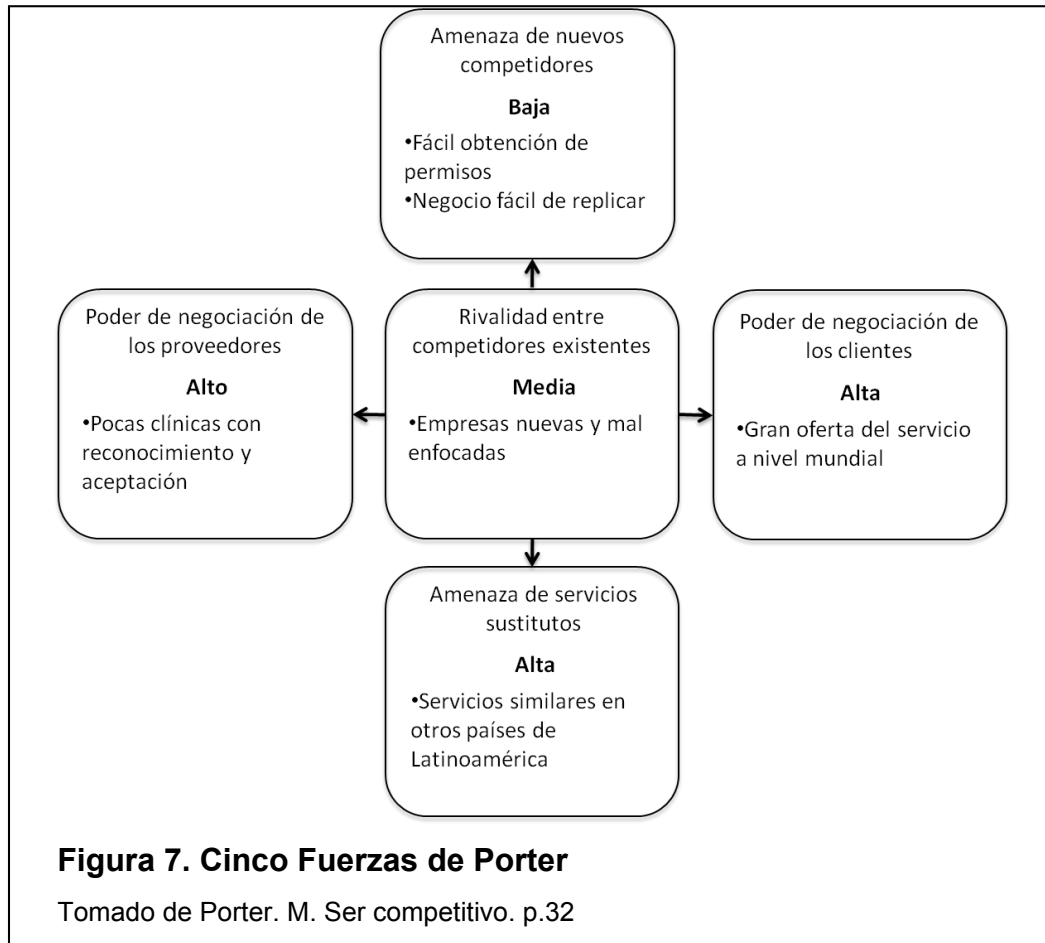 Amenaza de nuevos
competidores
Baja
•Fácil obtención de
permisos
•Negocio fácil de replicar
Poder de negociación de
los proveedores
Alto
•Pocas clínicas con
reconocimiento y
aceptación
Rivalidad entre
competidores existentes
Media
•Empresas nuevas y mal
enfocadas
Poder de negociación de
los clientes
Alta
•Gran oferta del servicio
a nivel mundial
Amenaza de servicios
sustitutos
Alta
•Servicios similares en
otros países de
Latinoamérica
Figura 7. Cinco Fuerzas de Porter
Tomado de Porter. M. Ser competitivo. p.32